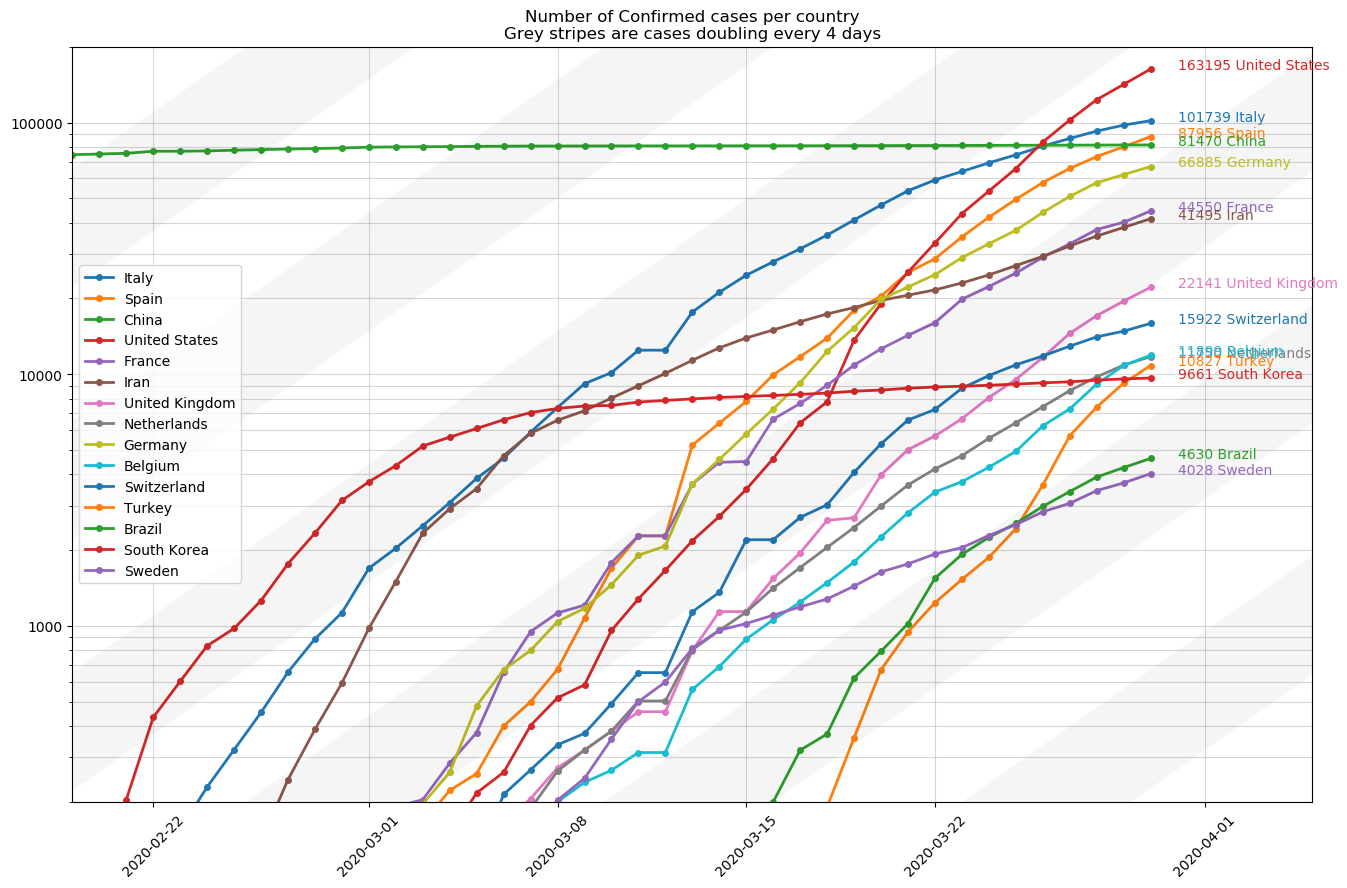 Number of Confirmed cases per country
Grey stripes are cases doubling every 4 days
100000
10000
1000
163195 United States
101739 Italy
87956 Spain
81470 China
66885 Germany
44550 France
41495 Iran
22141 United Kingdom
15922 Switzerland
Belgium
11750 Netherlands
10827 Turkey
9661 South Korea
4630 Brazil
4028 Sweden
Italy
Spain
China
United States
France
Iran
United Kingdom
Netherlands
Germany
Belgium
Switzerland
Turkey
Brazil
South Korea
Sweden
2020-02-22
2020-03-01
2020-03-08
2020-03-15
2020-03-22
2020-04-01